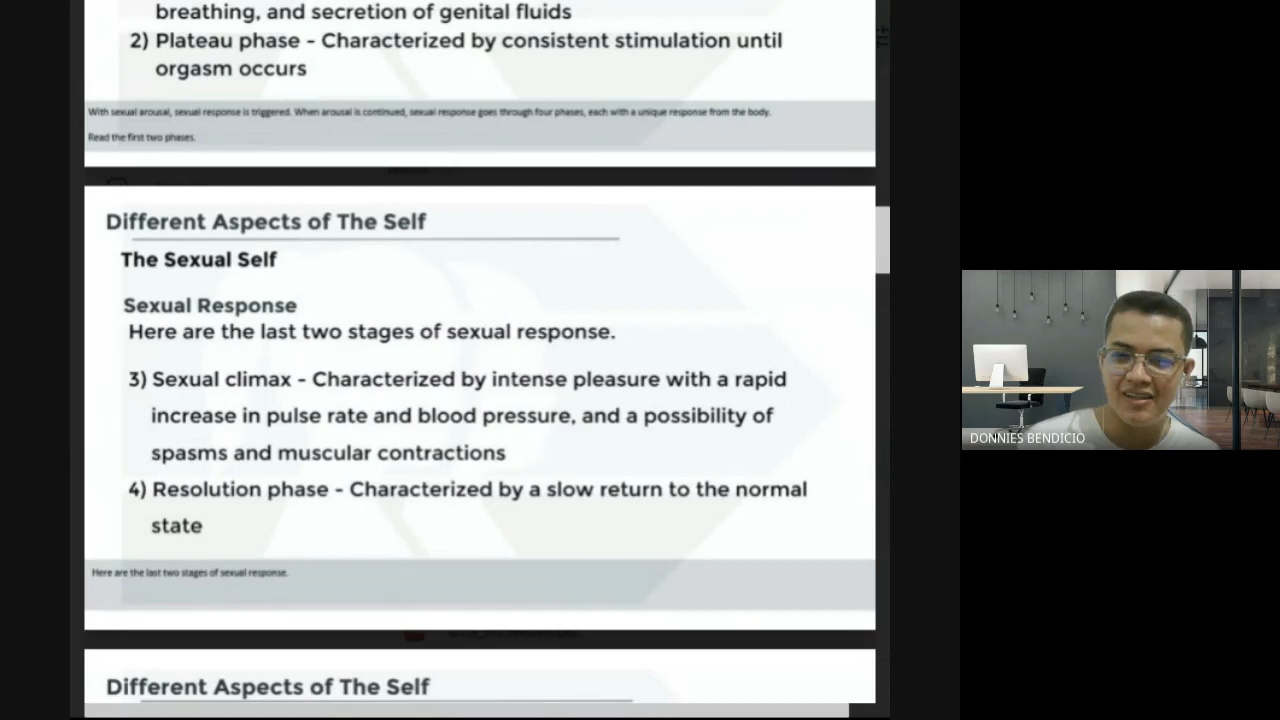 breathing, and secretion of genital fluids
2) Plateau phase - Characterized by consistent stimulation until
orgasm occurs
With sexual arousal, sexual response is triggered. When arousal is continued, sexual response goes through four phases, each with a unique response from the body.
Read the first two phases.
Different Aspects of The Self
The Sexual Self
Sexual Response
Here are the last two stages of sexual response.
3) Sexual climax - Characterized by intense pleasure with a rapid
increase in pulse rate and blood pressure, and a possibility of
spasms and muscular contractions
4) Resolution phase - Characterized by a slow return to the normal
state
Here are the last two stages of sexual response.
Different Aspects of The Self
DONNIES BENDICIO